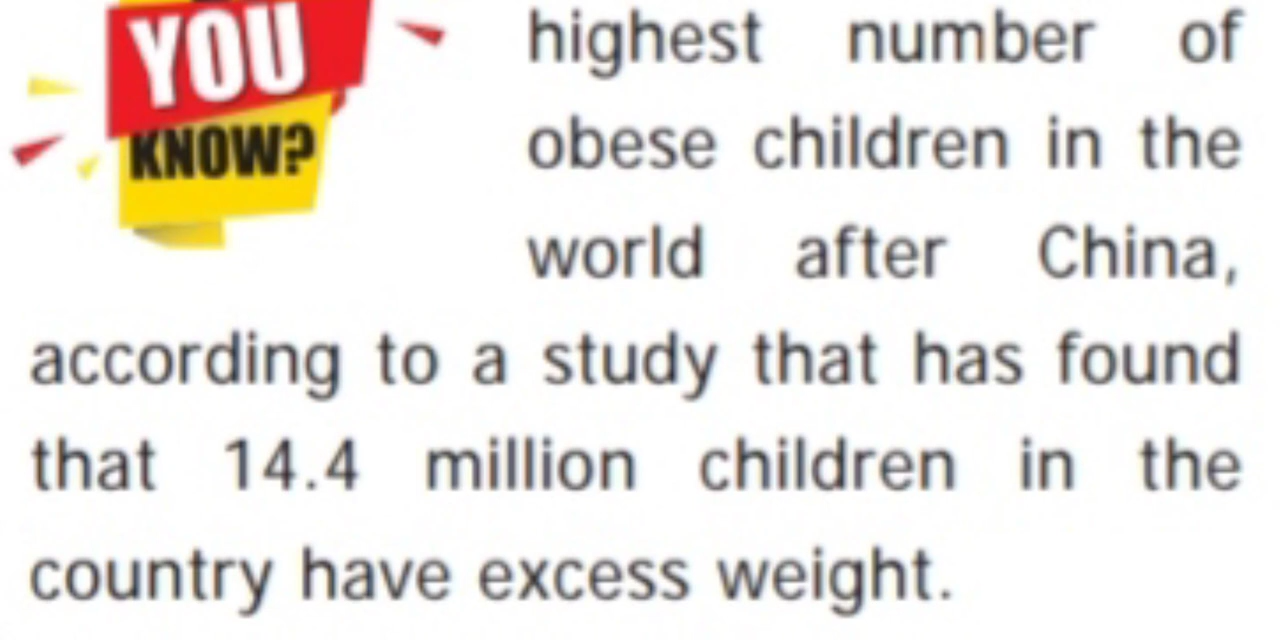 YOU
KNOW?
highest number of
obese children in the
world after China,
according to a study that has found
that 14.4 million children in the
country have excess weight.